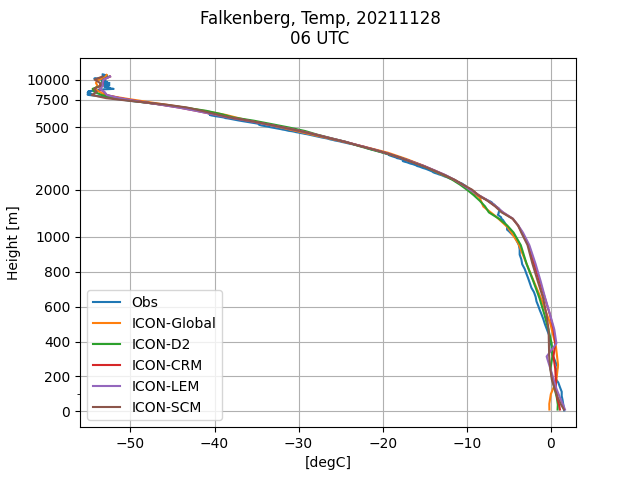 Falkenberg, Temp, 20211128
06 UTC
10000
7500
5000
2000
1000
800
600
400
200
0
Height [m]
Obs
ICON-Global
ICON-D2
ICON-CRM
ICON-LEM
ICON-SCM
−50
−40
−30
−20
−10
0
[degC]